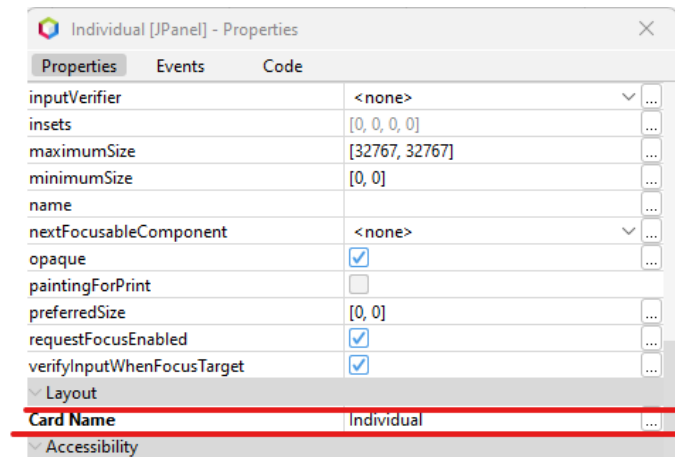 Individual [JPanel] - Properties
Properties Events Code
inputVerifier <none> ...
insets [0, 0, 0, 0] ...
maximumSize [32767, 32767] ...
minimumSize [0, 0] ...
name ...
nextFocusableComponent <none> ...
opaque ...
paintingForPrint
preferredSize [0, 0] ...
requestFocusEnabled ...
verifyInputWhenFocusTarget ...
Layout
Card Name Individual ...
Accessibility